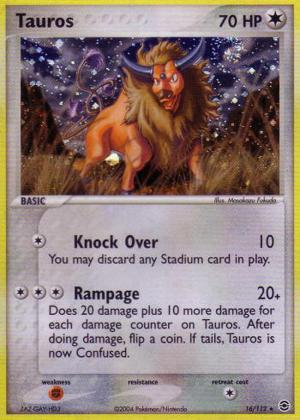 Tauros 70 HP
Illus. Masakazu Fukuda
BASIC
Knock Over 10
You may discard any Stadium card in play.
Rampage 20+
Does 20 damage plus 10 more damage for
each damage counter on Tauros. After
doing damage, flip a coin. If tails, Tauros is
now Confused.
weakness resistance retreat cost
©2004 Pokémon/Nintendo 16/112 ★